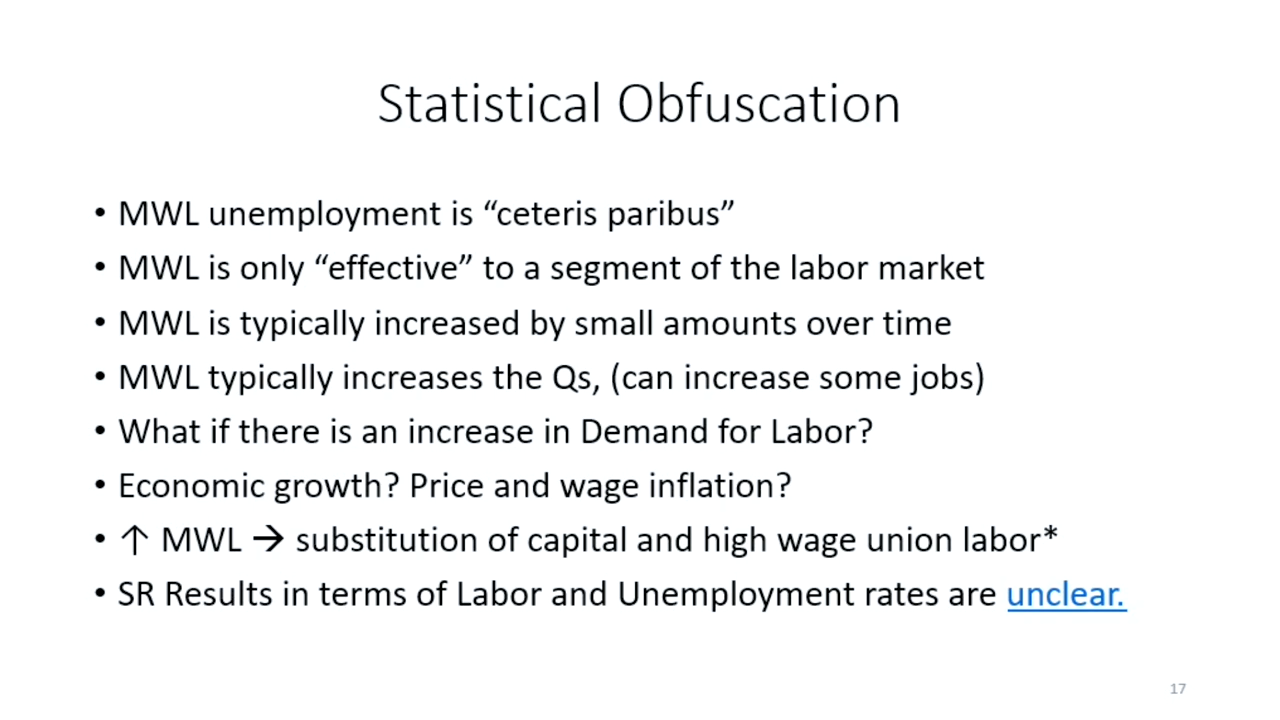 Statistical Obfuscation
• MWL unemployment is “ceteris paribus”
• MWL is only “effective” to a segment of the labor market
• MWL is typically increased by small amounts over time
• MWL typically increases the Qs, (can increase some jobs)
• What if there is an increase in Demand for Labor?
• Economic growth? Price and wage inflation?
• ↑ MWL → substitution of capital and high wage union labor*
• SR Results in terms of Labor and Unemployment rates are unclear.
17